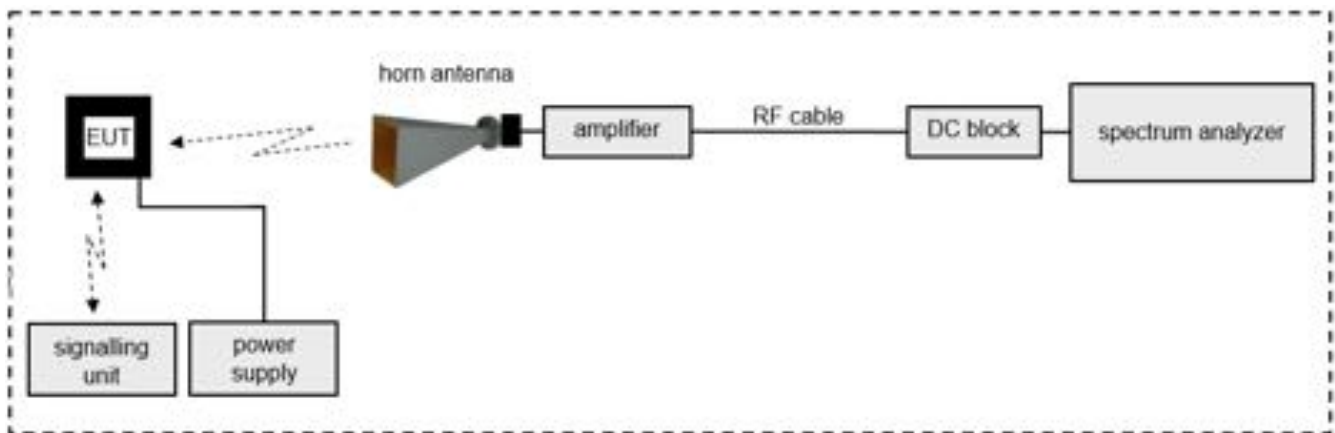 horn antenna
EUT
amplifier
RF cable
DC block
spectrum analyzer
signalling
unit
power
supply